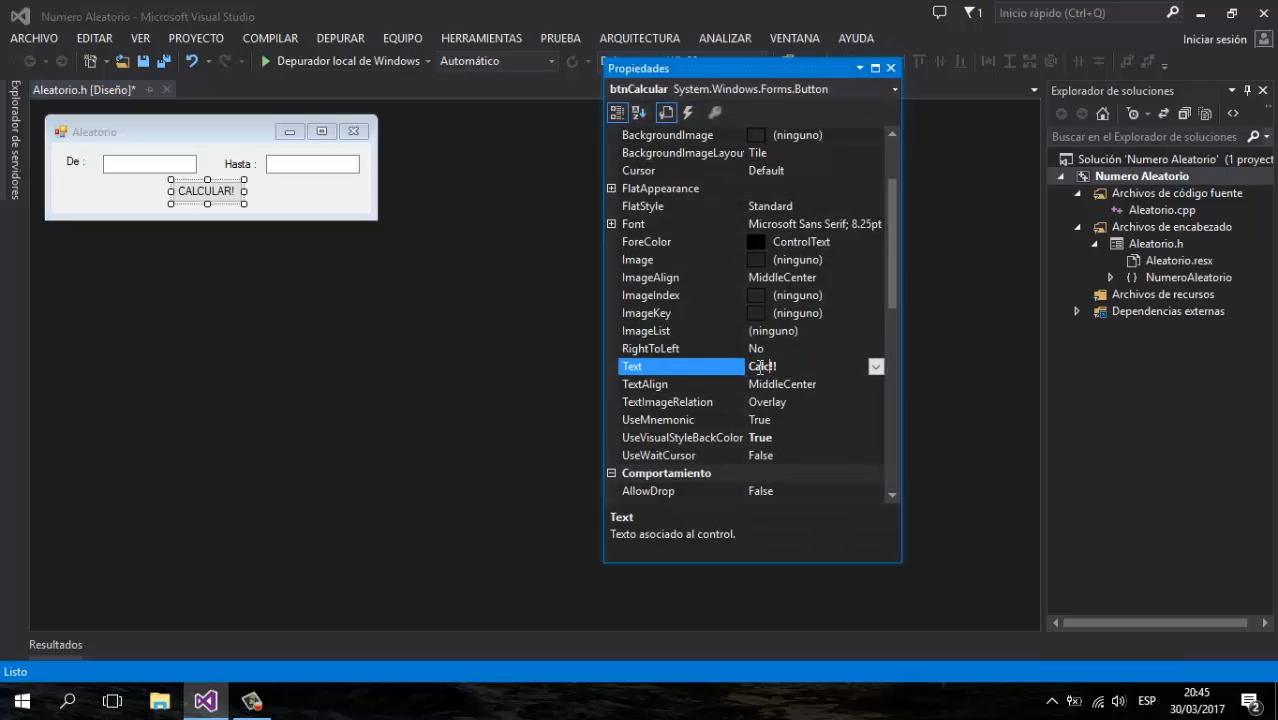 Numero Aleatorio - Microsoft Visual Studio
1
Inicio rápido (Ctrl+Q)
ARCHIVO EDITAR VER PROYECTO COMPILAR DEPURAR EQUIPO HERRAMIENTAS PRUEBA ARQUITECTURA ANALIZAR VENTANA AYUDA
Iniciar sesión
Depurador local de Windows Automático
Explorador de servidores
Aleatorio.h [Diseño]*
Aleatorio
De :
Hasta :
CALCULAR!
Propiedades
btnCalcular System.Windows.Forms.Button
BackgroundImage (ninguno)
BackgroundImageLayou Tile
Cursor Default
FlatAppearance
FlatStyle Standard
Font Microsoft Sans Serif; 8.25pt
ForeColor ControlText
Image (ninguno)
ImageAlign MiddleCenter
ImageIndex (ninguno)
ImageKey (ninguno)
ImageList (ninguno)
RightToLeft No
Text
TextAlign MiddleCenter
TextImageRelation Overlay
UseMnemonic True
UseVisualStyleBackColor True
UseWaitCursor False
Comportamiento
AllowDrop False
Text
Texto asociado al control.
Explorador de soluciones
Buscar en el Explorador de soluciones
Solución 'Numero Aleatorio' (1 proyect
Numero Aleatorio
Archivos de código fuente
Aleatorio.cpp
Archivos de encabezado
Aleatorio.h
Aleatorio.resx
{ } NumeroAleatorio
Archivos de recursos
Dependencias externas
Resultados
Listo
ESP
20:45
30/03/2017
2